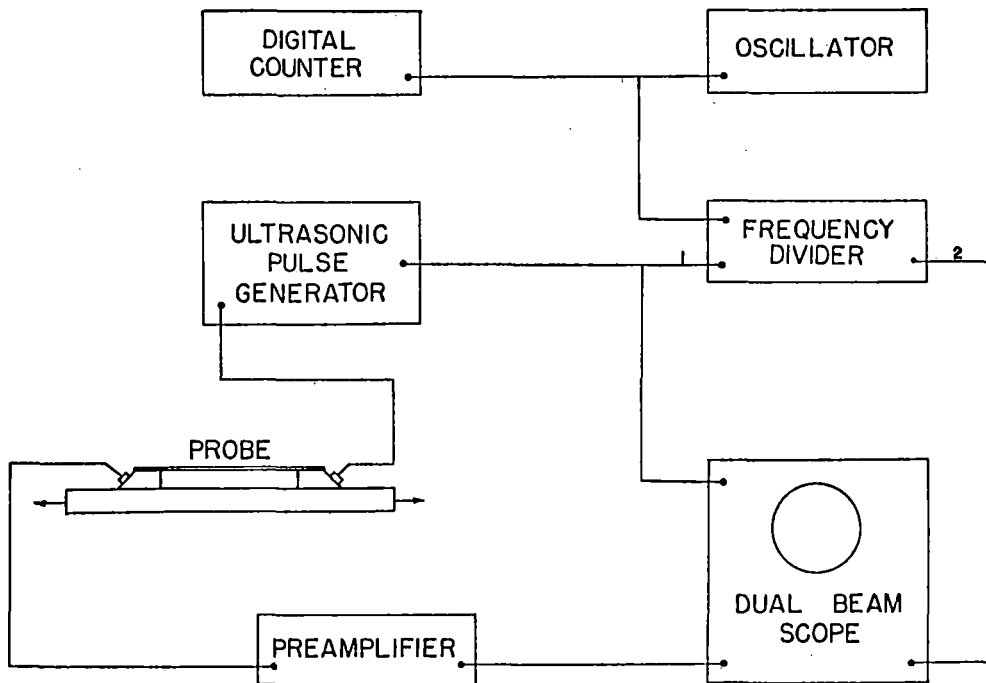 DIGITAL
COUNTER
OSCILLATOR
ULTRASONIC
PULSE
GENERATOR
1
FREQUENCY
DIVIDER
2
PROBE
DUAL BEAM
SCOPE
PREAMPLIFIER